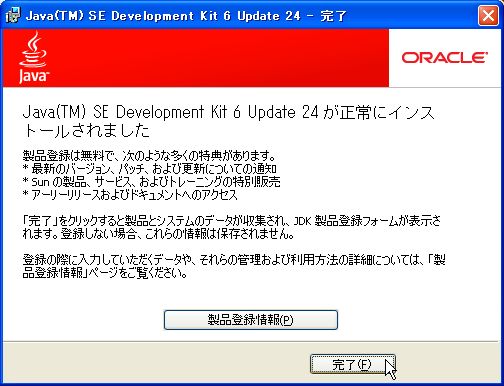 Java(TM) SE Development Kit 6 Update 24 - 完了
Java
ORACLE®
Java(TM) SE Development Kit 6 Update 24 が正常にインス
トールされました
製品登録は無料で、次のような多くの特典があります。
* 最新のバージョン、パッチ、および更新についての通知
* Sun の製品、サービス、およびトレーニングの特別販売
* アーリーリリースおよびドキュメントへのアクセス
「完了」をクリックすると製品とシステムのデータが収集され、JDK 製品登録フォームが表示さ
れます。登録しない場合、これらの情報は保存されません。
登録の際に入力していただくデータや、それらの管理および利用方法の詳細については、「製
品登録情報」ページをご覧ください。
製品登録情報(P)
完了(F)